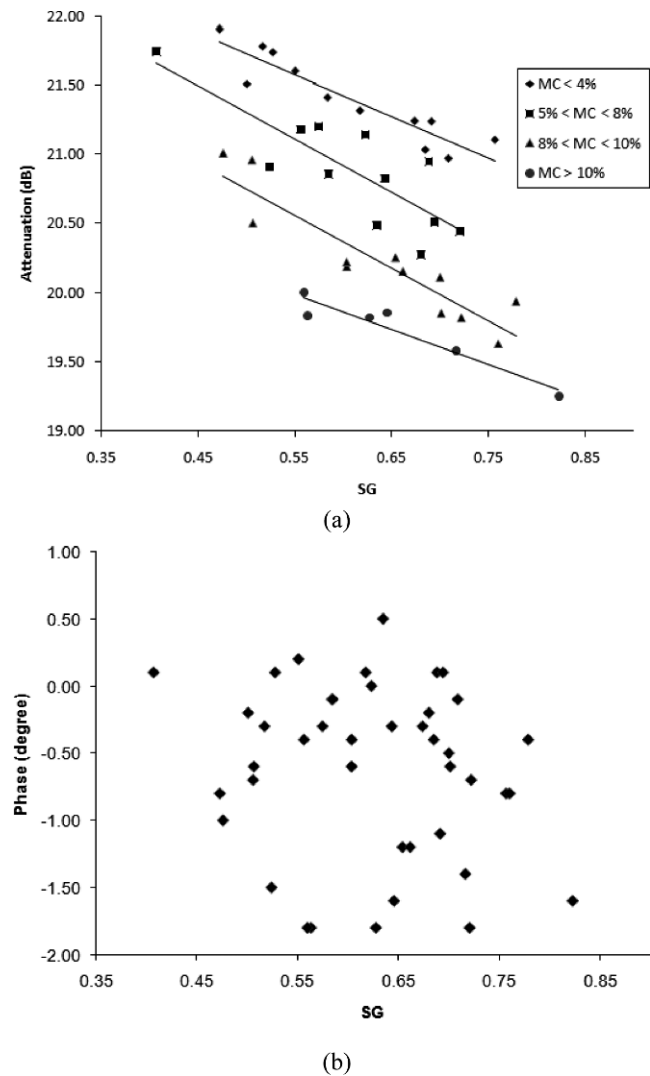 22.00
21.50
21.00
20.50
20.00
19.50
19.00
Attenuation (dB)
0.35 0.45 0.55 0.65 0.75 0.85
SG
MC < 4%
5% < MC < 8%
8% < MC < 10%
MC > 10%
(a)
1.00
0.50
0.00
-0.50
-1.00
-1.50
-2.00
Phase (degree)
0.35 0.45 0.55 0.65 0.75 0.85
SG
(b)